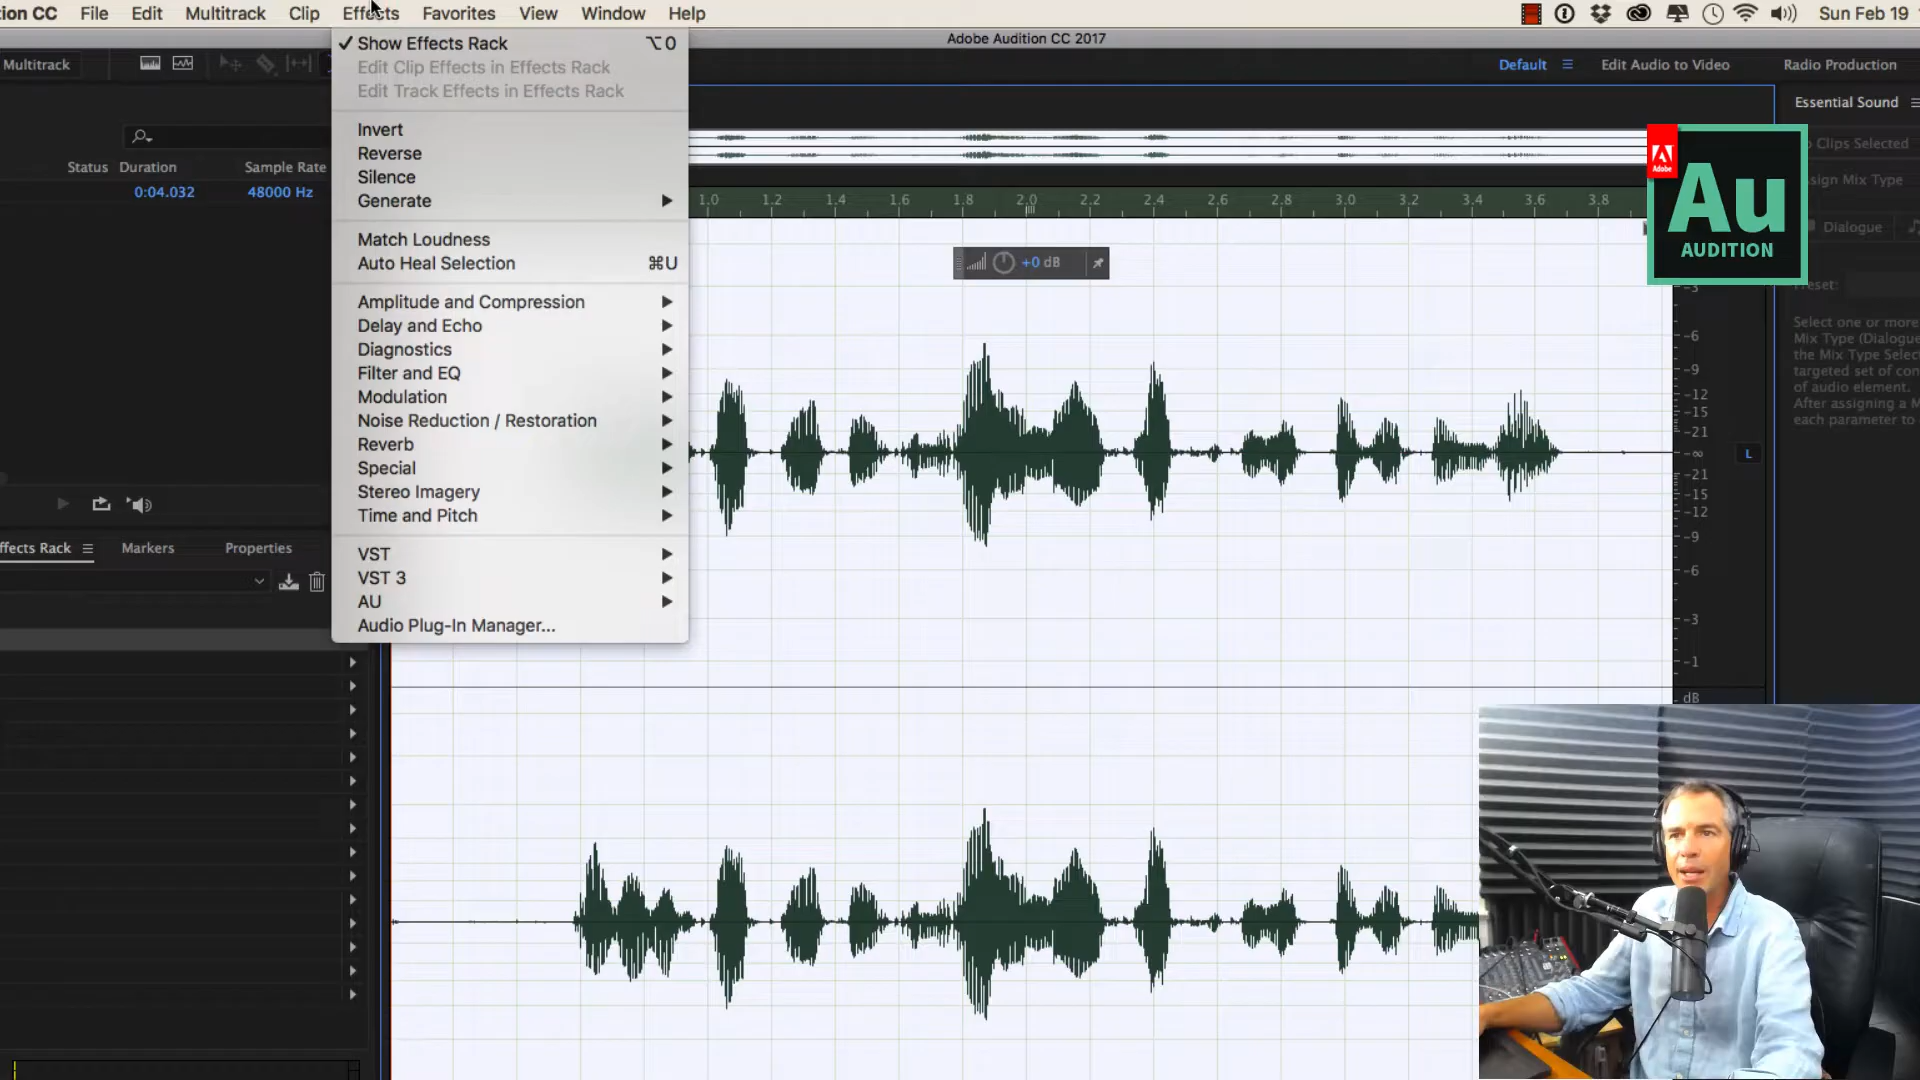 ion CC File Edit Multitrack Clip Effects Favorites View Window Help Sun Feb 19
Adobe Audition CC 2017
Multitrack Default Edit Audio to Video Radio Production
Show Effects Rack ⌥0
Edit Clip Effects in Effects Rack
Edit Track Effects in Effects Rack
Invert
Reverse
Silence
Generate
Match Loudness
Auto Heal Selection ⌘U
Amplitude and Compression
Delay and Echo
Diagnostics
Filter and EQ
Modulation
Noise Reduction / Restoration
Reverb
Special
Stereo Imagery
Time and Pitch
VST
VST 3
AU
Audio Plug-In Manager...
Status Duration Sample Rate
0:04.032 48000 Hz
ffects Rack Markers Properties
1.0 1.2 1.4 1.6 1.8 2.0 2.2 2.4 2.6 2.8 3.0 3.2 3.4 3.6 3.8
+0 dB
-3
-6
-9
-12
-15
-21
-∞
-21
-15
-12
-9
-6
-3
-1
dB
L
Essential Sound
Clips Selected
ssign Mix Type
Dialogue
Preset:
Select one or more
Mix Type (Dialogue
the Mix Type Selec
targeted set of con
of audio element.
After assigning a M
each parameter to
Adobe
Au
AUDITION